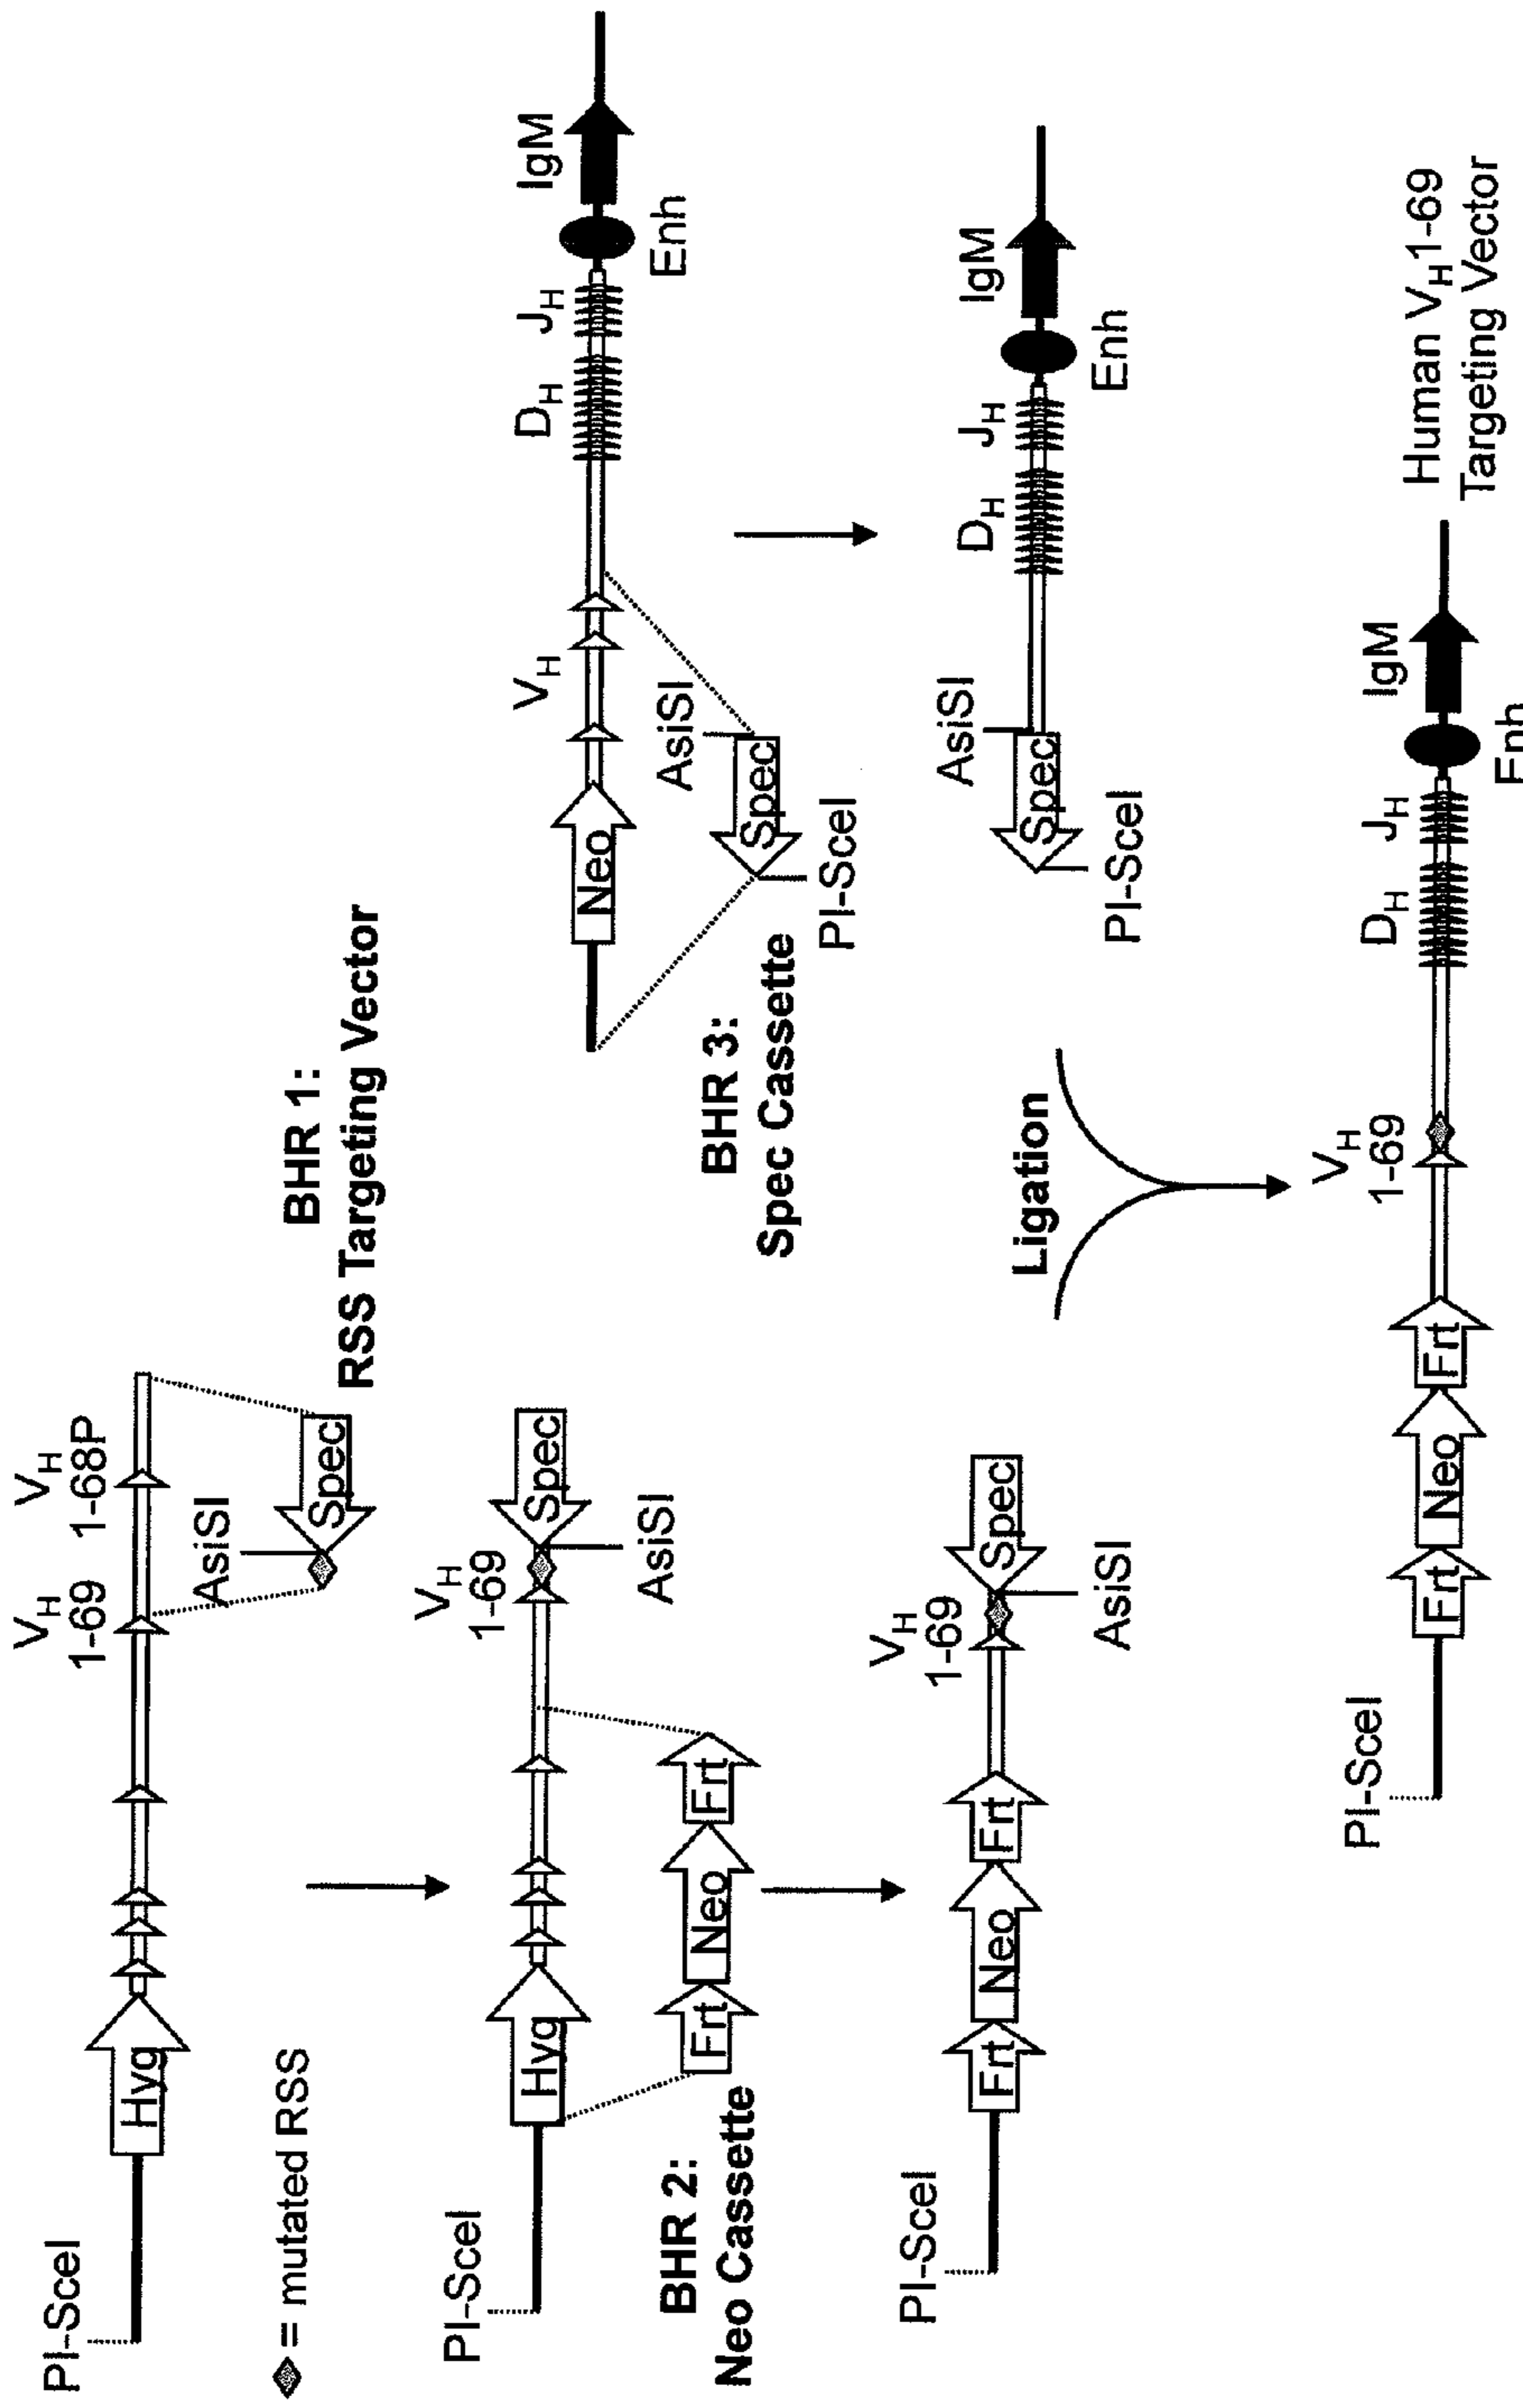 PI-SceI
Hyg
V_H
1-69
V_H
1-68P
AsiSI
Spec
BHR 1:
RSS Targeting Vector
= mutated RSS
PI-SceI
Hyg
V_H
1-69
Spec
AsiSI
BHR 2:
Neo Cassette
Frt
Neo
Frt
PI-SceI
Frt
Neo
Frt
V_H
1-69
Spec
AsiSI
Neo
V_H
D_H
J_H
IgM
Enh
AsiSI
Spec
PI-SceI
BHR 3:
Spec Cassette
AsiSI
Spec
PI-SceI
D_H
J_H
IgM
Enh
Ligation
PI-SceI
Frt
Neo
Frt
V_H
1-69
D_H
J_H
IgM
Enh
Human V_H1-69
Targeting Vector